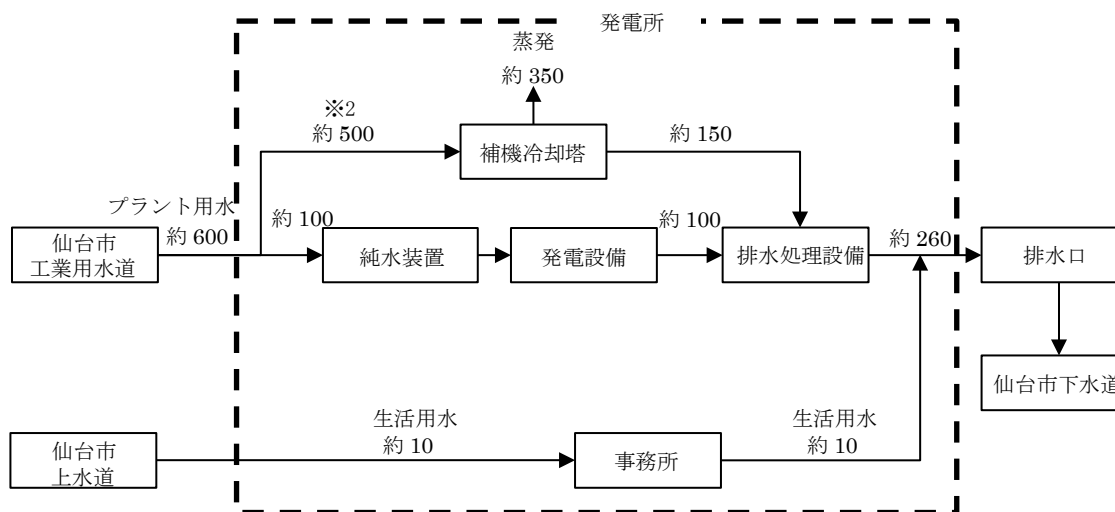 発電所
蒸発
約 350
※2
約 500
補機冷却塔
約 150
プラント用水
約 600
仙台市
工業用水道
約 100
純水装置
発電設備
約 100
排水処理設備
約 260
排水口
仙台市下水道
仙台市
上水道
生活用水
約 10
事務所
生活用水
約 10